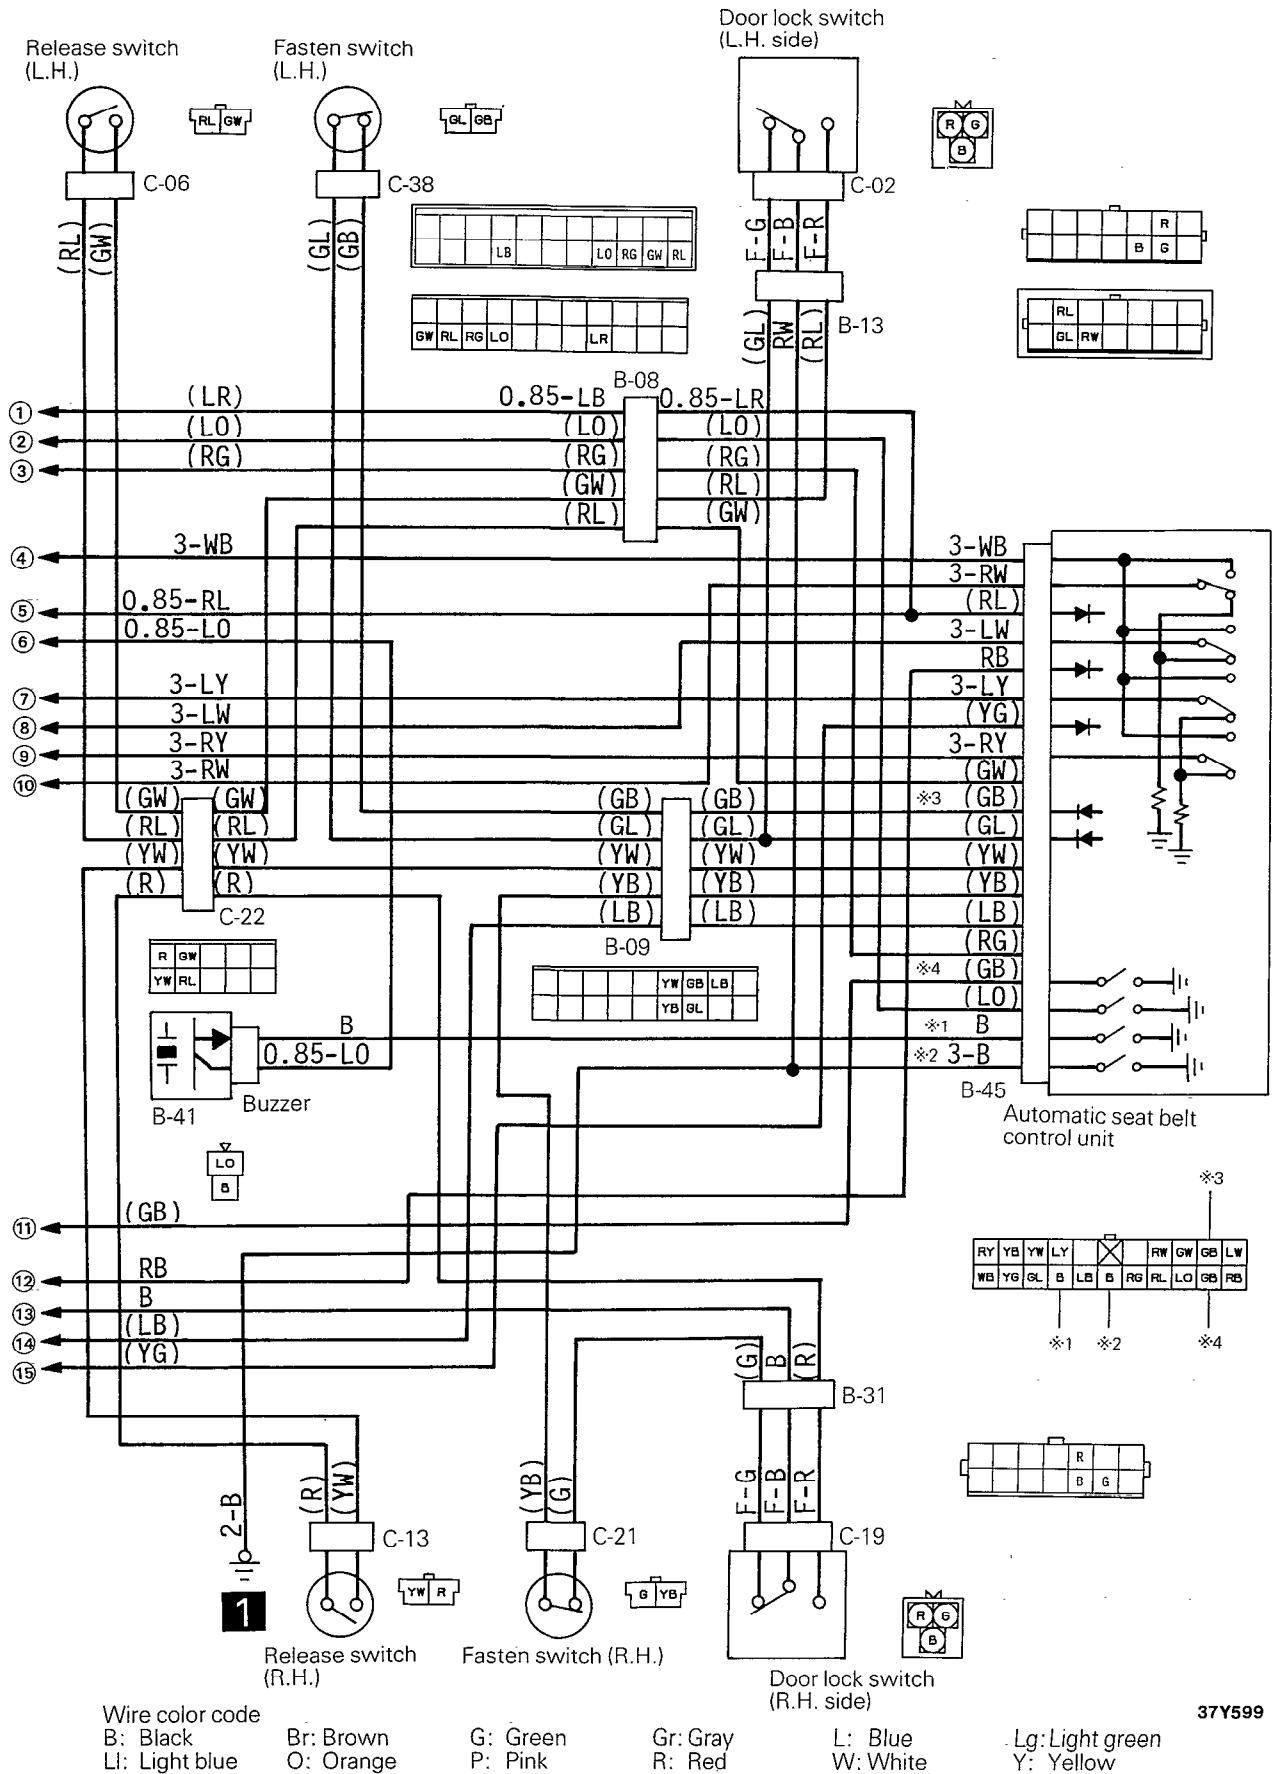 Door lock switch
(L.H. side)
Release switch
(L.H.)
Fasten switch
(L.H.)
RL GW
GL GB
R G
B
C-06
C-38
C-02
(RL)
(GW)
(GL)
(GB)
F-G
F-B
F-R
LB LO RG GW RL
R
B G
GW RL RG LO LR
B-13
(GL)
RW
(RL)
RL
GL RW
B-08
① (LR) 0.85-LB 0.85-LR
② (LO) (LO) (LO)
③ (RG) (RG) (RG)
(GW) (RL)
(RL) (GW)
④ 3-WB 3-WB
3-RW
⑤ 0.85-RL (RL)
⑥ 0.85-LO 3-LW
RB
⑦ 3-LY 3-LY
⑧ 3-LW (YG)
⑨ 3-RY 3-RY
⑩ 3-RW (GW)
(GW) (GW) (GB) (GB) ※3 (GB)
(RL) (RL) (GL) (GL) (GL)
(YW) (YW) (YW) (YW) (YW)
(R) (R) (YB) (YB) (YB)
(LB) (LB) (LB)
C-22
B-09
(RG)
※4 (GB)
(LO)
※1 B
※2 3-B
R GW
YW RL
YW GB LB
YB GL
B
0.85-LO
B-41
Buzzer
B-45
Automatic seat belt
control unit
LO
B
⑪ (GB)
⑫ RB
⑬ B
⑭ (LB)
⑮ (YG)
※3
RY YB YW LY RW GW GB LW
WB YG GL B LB B RG RL LO GB RB
※1 ※2 ※4
(G)
B
(R)
B-31
R
B G
2-B
(R)
(YW)
(YB)
(G)
F-G
F-B
F-R
C-13
C-21
C-19
YW R
G YB
R G
B
1
Release switch
(R.H.)
Fasten switch (R.H.)
Door lock switch
(R.H. side)
37Y599
Wire color code
B: Black Br: Brown G: Green Gr: Gray L: Blue Lg: Light green
Ll: Light blue O: Orange P: Pink R: Red W: White Y: Yellow